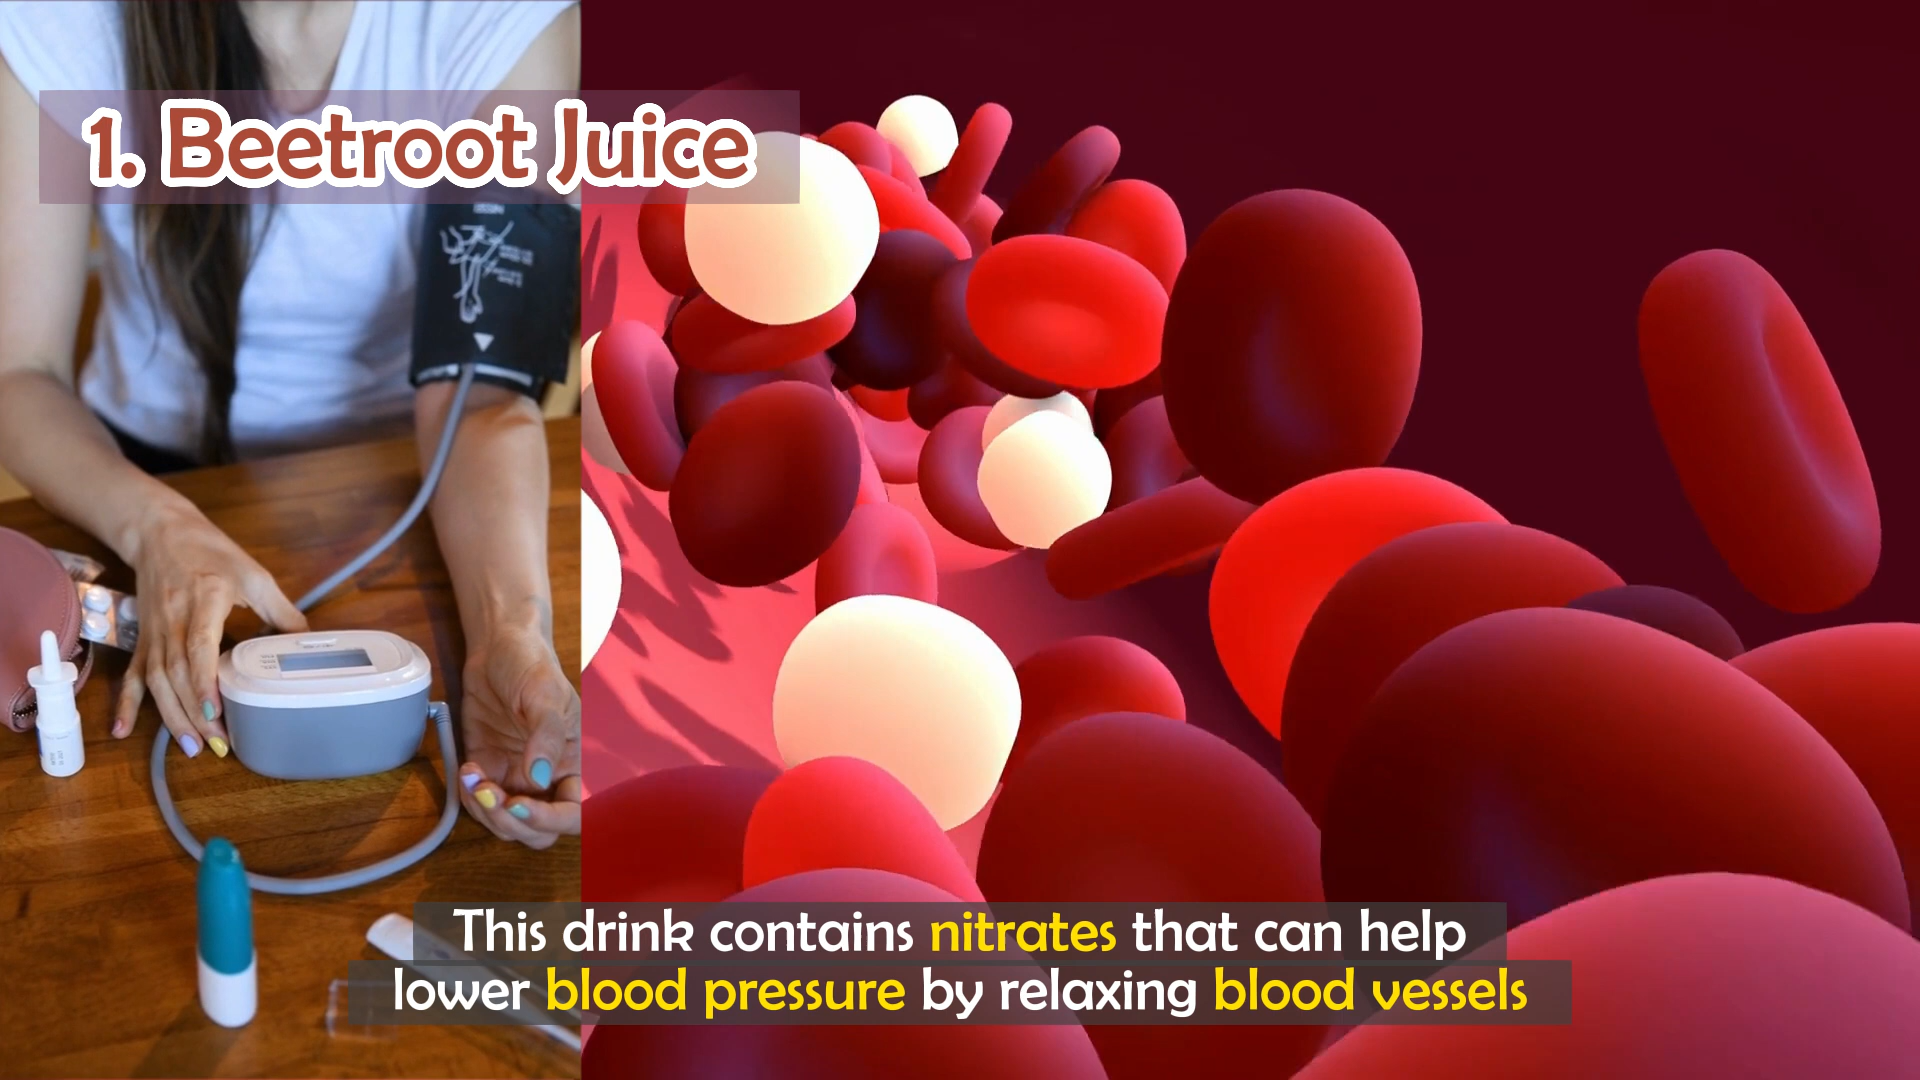 1. Beetroot Juice
This drink contains nitrates that can help
lower blood pressure by relaxing blood vessels